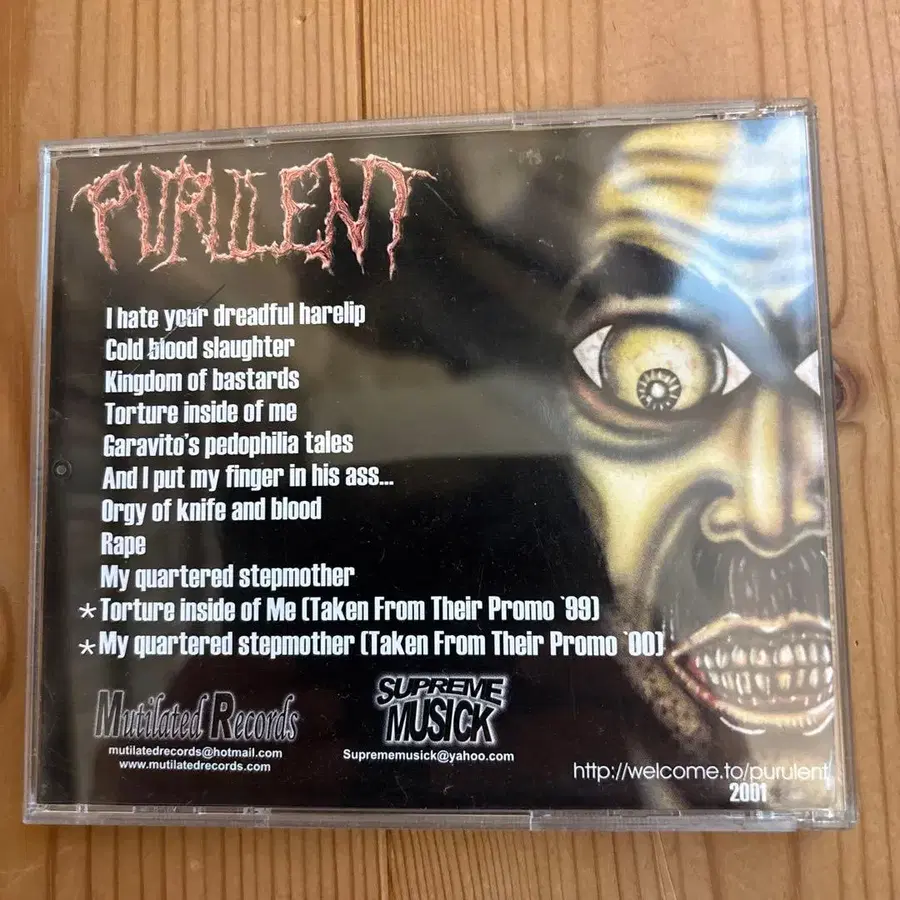 PURULENT
I hate your dreadful harelip
Cold blood slaughter
Kingdom of bastards
Torture inside of me
Garavito's pedophilia tales
And I put my finger in his ass...
Orgy of knife and blood
Rape
My quartered stepmother
* Torture inside of Me (Taken From Their Promo `99)
* My quartered stepmother (Taken From Their Promo `00)
Mutilated Records
mutilatedrecords@hotmail.com
www.mutilatedrecords.com
SUPREME
MUSICK
Suprememusick@yahoo.com
http://welcome.to/purulent
2001